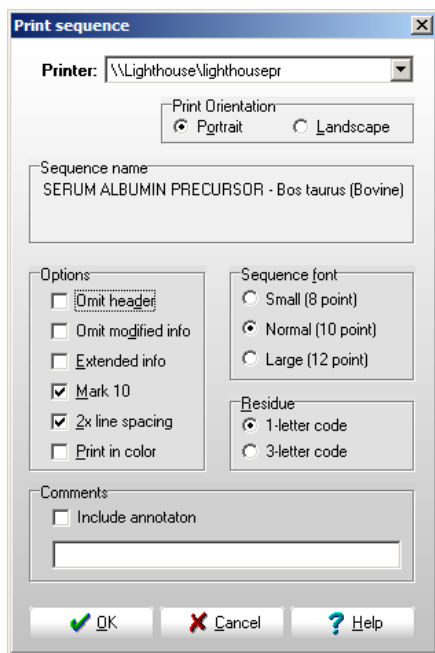 Print sequence
Printer: \\Lighthouse\lighthousepr
Print Orientation
Portrait Landscape
Sequence name
SERUM ALBUMIN PRECURSOR - Bos taurus (Bovine)
Options
Omit header
Omit modified info
Extended info
Mark 10
2x line spacing
Print in color
Sequence font
Small (8 point)
Normal (10 point)
Large (12 point)
Residue
1-letter code
3-letter code
Comments
Include annotaton
OK Cancel ? Help